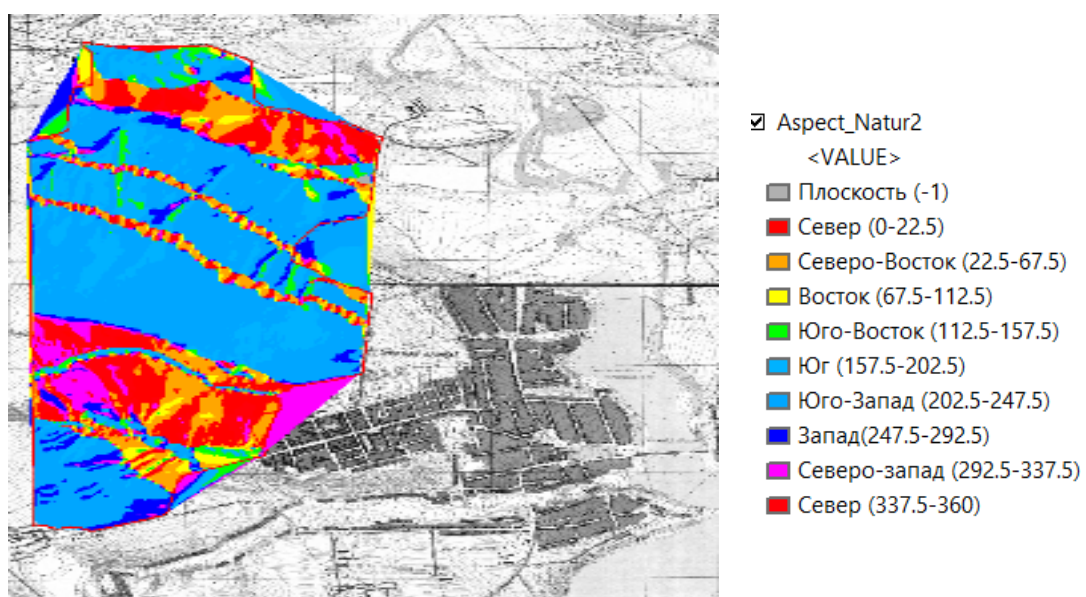 Aspect_Natur2
<VALUE>
Плоскость (-1)
Север (0-22.5)
Северо-Восток (22.5-67.5)
Восток (67.5-112.5)
Юго-Восток (112.5-157.5)
Юг (157.5-202.5)
Юго-Запад (202.5-247.5)
Запад(247.5-292.5)
Северо-запад (292.5-337.5)
Север (337.5-360)